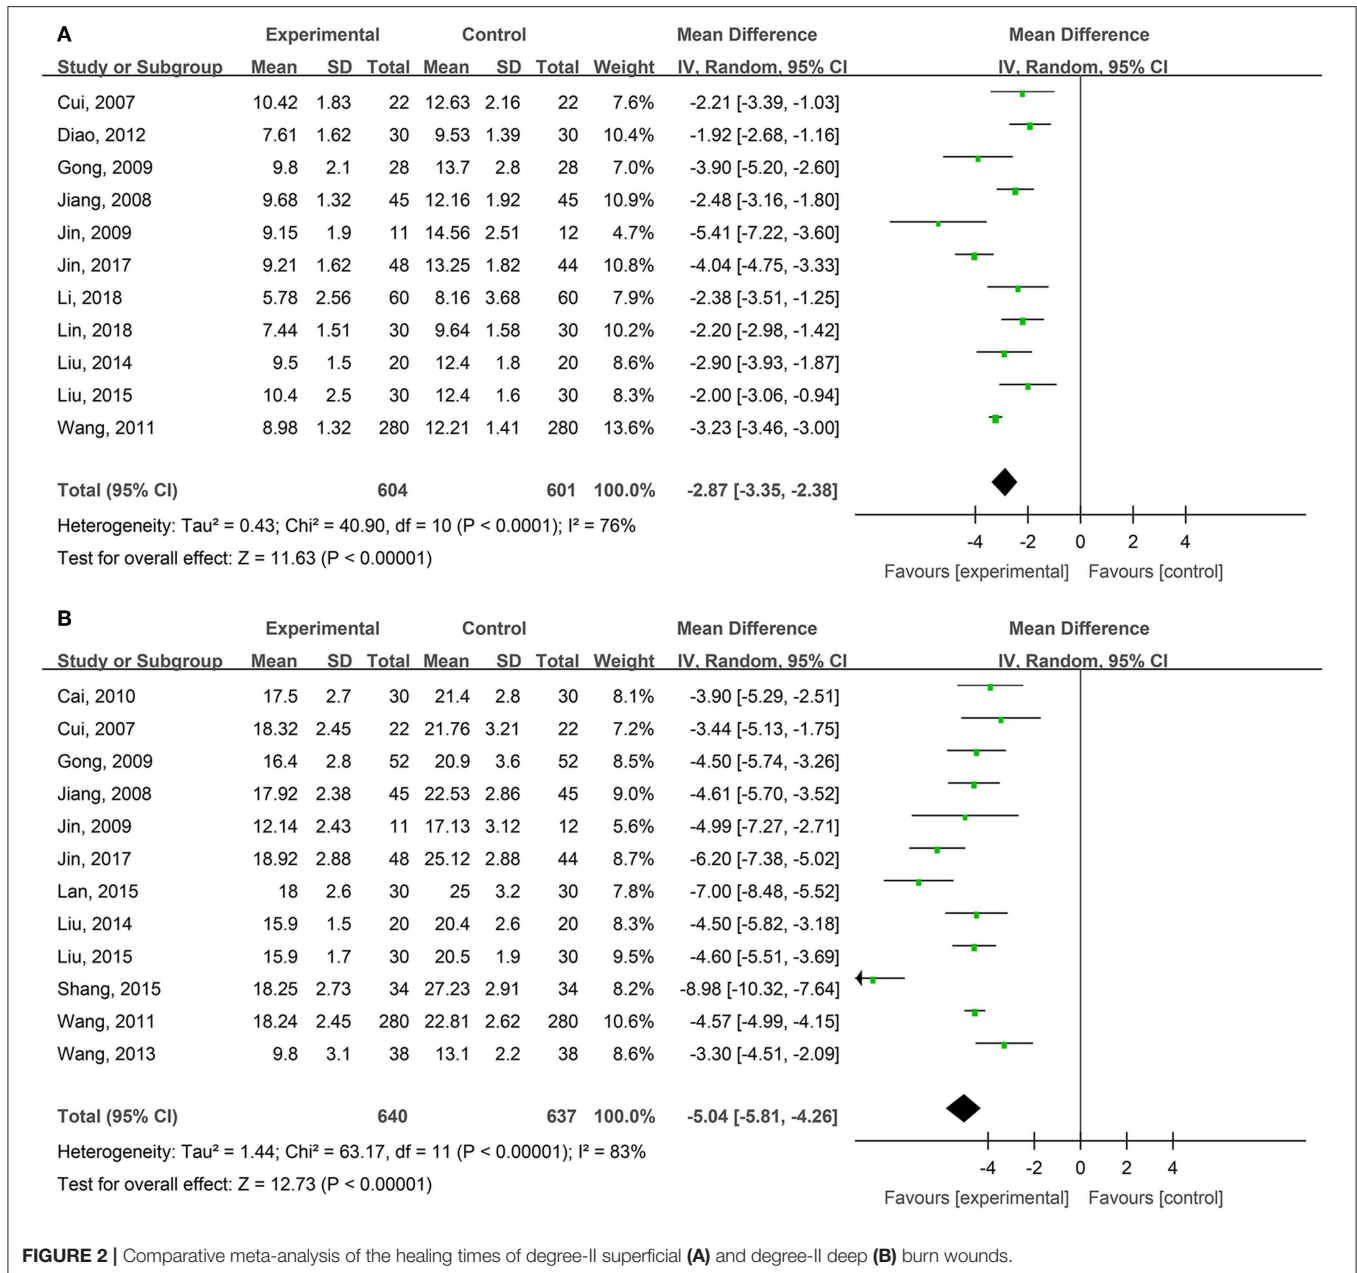 A
Experimental Control Mean Difference Mean Difference
Study or Subgroup Mean SD Total Mean SD Total Weight IV, Random, 95% CI IV, Random, 95% CI
Cui, 2007 10.42 1.83 22 12.63 2.16 22 7.6% -2.21 [-3.39, -1.03]
Diao, 2012 7.61 1.62 30 9.53 1.39 30 10.4% -1.92 [-2.68, -1.16]
Gong, 2009 9.8 2.1 28 13.7 2.8 28 7.0% -3.90 [-5.20, -2.60]
Jiang, 2008 9.68 1.32 45 12.16 1.92 45 10.9% -2.48 [-3.16, -1.80]
Jin, 2009 9.15 1.9 11 14.56 2.51 12 4.7% -5.41 [-7.22, -3.60]
Jin, 2017 9.21 1.62 48 13.25 1.82 44 10.8% -4.04 [-4.75, -3.33]
Li, 2018 5.78 2.56 60 8.16 3.68 60 7.9% -2.38 [-3.51, -1.25]
Lin, 2018 7.44 1.51 30 9.64 1.58 30 10.2% -2.20 [-2.98, -1.42]
Liu, 2014 9.5 1.5 20 12.4 1.8 20 8.6% -2.90 [-3.93, -1.87]
Liu, 2015 10.4 2.5 30 12.4 1.6 30 8.3% -2.00 [-3.06, -0.94]
Wang, 2011 8.98 1.32 280 12.21 1.41 280 13.6% -3.23 [-3.46, -3.00]
Total (95% CI) 604 601 100.0% -2.87 [-3.35, -2.38]
Heterogeneity: Tau² = 0.43; Chi² = 40.90, df = 10 (P < 0.0001); I² = 76%
Test for overall effect: Z = 11.63 (P < 0.00001)
-4 -2 0 2 4
Favours [experimental] Favours [control]
B
Experimental Control Mean Difference Mean Difference
Study or Subgroup Mean SD Total Mean SD Total Weight IV, Random, 95% CI IV, Random, 95% CI
Cai, 2010 17.5 2.7 30 21.4 2.8 30 8.1% -3.90 [-5.29, -2.51]
Cui, 2007 18.32 2.45 22 21.76 3.21 22 7.2% -3.44 [-5.13, -1.75]
Gong, 2009 16.4 2.8 52 20.9 3.6 52 8.5% -4.50 [-5.74, -3.26]
Jiang, 2008 17.92 2.38 45 22.53 2.86 45 9.0% -4.61 [-5.70, -3.52]
Jin, 2009 12.14 2.43 11 17.13 3.12 12 5.6% -4.99 [-7.27, -2.71]
Jin, 2017 18.92 2.88 48 25.12 2.88 44 8.7% -6.20 [-7.38, -5.02]
Lan, 2015 18 2.6 30 25 3.2 30 7.8% -7.00 [-8.48, -5.52]
Liu, 2014 15.9 1.5 20 20.4 2.6 20 8.3% -4.50 [-5.82, -3.18]
Liu, 2015 15.9 1.7 30 20.5 1.9 30 9.5% -4.60 [-5.51, -3.69]
Shang, 2015 18.25 2.73 34 27.23 2.91 34 8.2% -8.98 [-10.32, -7.64]
Wang, 2011 18.24 2.45 280 22.81 2.62 280 10.6% -4.57 [-4.99, -4.15]
Wang, 2013 9.8 3.1 38 13.1 2.2 38 8.6% -3.30 [-4.51, -2.09]
Total (95% CI) 640 637 100.0% -5.04 [-5.81, -4.26]
Heterogeneity: Tau² = 1.44; Chi² = 63.17, df = 11 (P < 0.00001); I² = 83%
Test for overall effect: Z = 12.73 (P < 0.00001)
-4 -2 0 2 4
Favours [experimental] Favours [control]
FIGURE 2 | Comparative meta-analysis of the healing times of degree-II superficial (A) and degree-II deep (B) burn wounds.